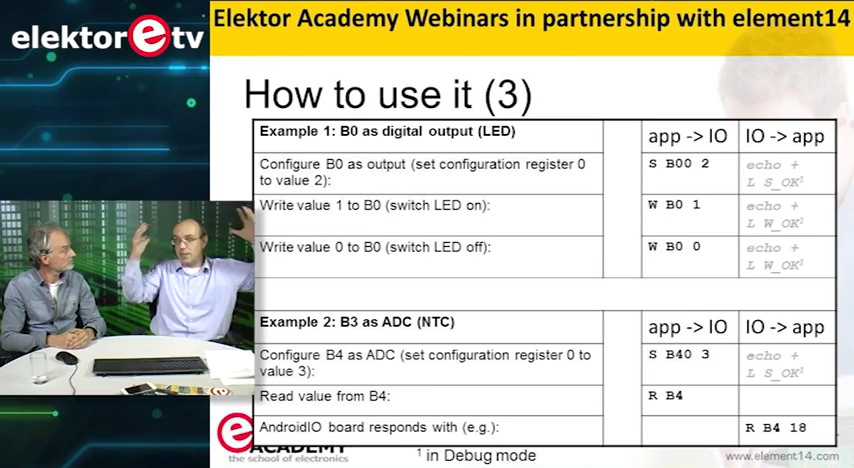 Elektor Academy Webinars in partnership with element14
elektor e tv
How to use it (3)
Example 1: B0 as digital output (LED) app -> IO IO -> app
Configure B0 as output (set configuration register 0 S B00 2 echo +
to value 2): L S_OK¹
Write value 1 to B0 (switch LED on): W B0 1 echo +
L W_OK¹
Write value 0 to B0 (switch LED off): W B0 0 echo +
L W_OK¹
Example 2: B3 as ADC (NTC) app -> IO IO -> app
Configure B4 as ADC (set configuration register 0 to S B40 3 echo +
value 3): L S_OK¹
Read value from B4: R B4
AndroidIO board responds with (e.g.): R B4 18
e
ACADEMY
the school of electronics
¹ in Debug mode
www.element14.com